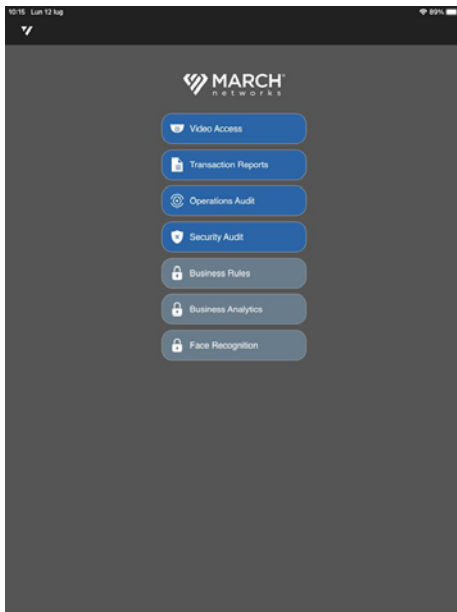 10:15 Lun 12 lug
89%
MARCH
networks
Video Access
Transaction Reports
Operations Audit
Security Audit
Business Rules
Business Analytics
Face Recognition